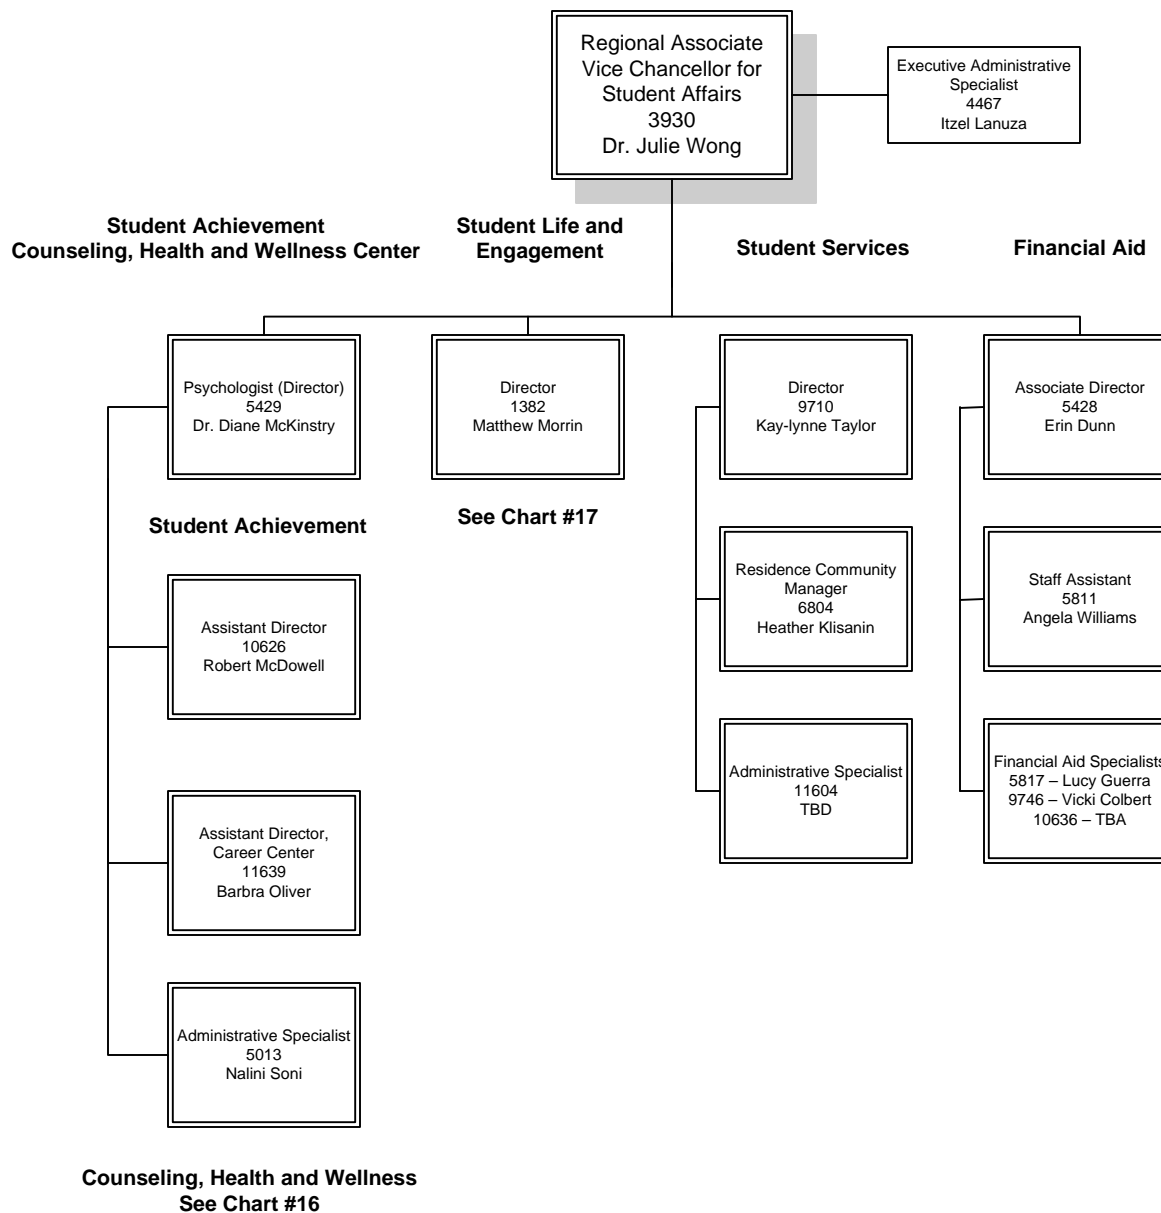 Regional Associate
Vice Chancellor for
Student Affairs
3930
Dr. Julie Wong
Executive Administrative
Specialist
4467
Itzel Lanuza
Student Achievement
Counseling, Health and Wellness Center
Student Life and
Engagement
Student Services
Financial Aid
Psychologist (Director)
5429
Dr. Diane McKinstry
Director
1382
Matthew Morrin
Director
9710
Kay-lynne Taylor
Associate Director
5428
Erin Dunn
Student Achievement
See Chart #17
Assistant Director
10626
Robert McDowell
Residence Community
Manager
6804
Heather Klisanin
Staff Assistant
5811
Angela Williams
Assistant Director,
Career Center
11639
Barbra Oliver
Administrative Specialist
11604
TBD
Financial Aid Specialists
5817 – Lucy Guerra
9746 – Vicki Colbert
10636 – TBA
Administrative Specialist
5013
Nalini Soni
Counseling, Health and Wellness
See Chart #16